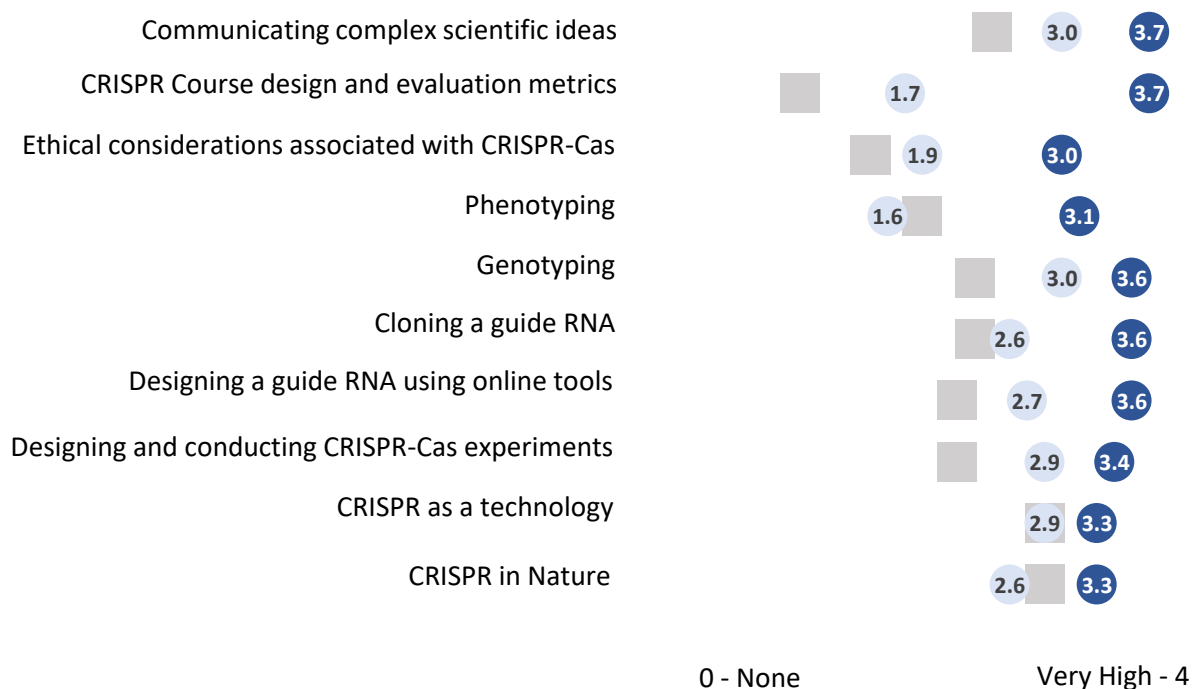 Communicating complex scientific ideas 3.0 3.7
CRISPR Course design and evaluation metrics 1.7 3.7
Ethical considerations associated with CRISPR-Cas 1.9 3.0
Phenotyping 1.6 3.1
Genotyping 3.0 3.6
Cloning a guide RNA 2.6 3.6
Designing a guide RNA using online tools 2.7 3.6
Designing and conducting CRISPR-Cas experiments 2.9 3.4
CRISPR as a technology 2.9 3.3
CRISPR in Nature 2.6 3.3
0 - None Very High - 4